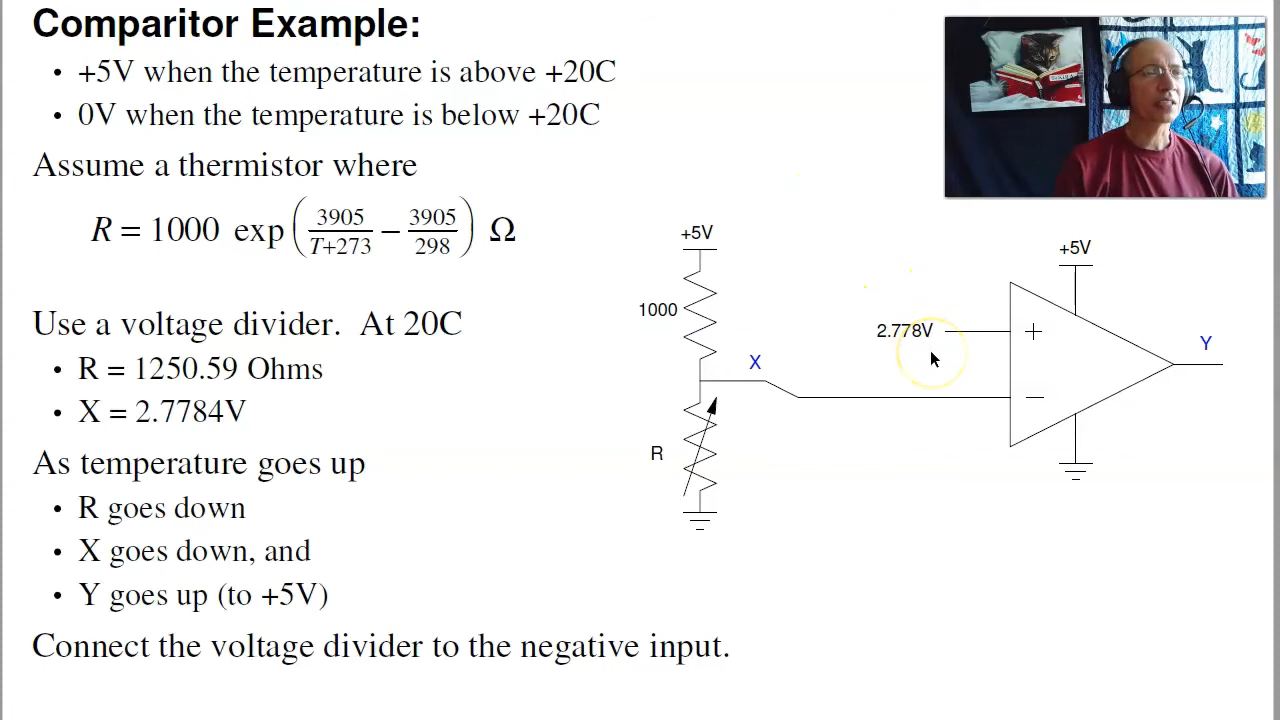 Comparitor Example:
• +5V when the temperature is above +20C
• 0V when the temperature is below +20C
Assume a thermistor where
R = 1000 exp(3905/T+273 − 3905/298) Ω
Use a voltage divider. At 20C
• R = 1250.59 Ohms
• X = 2.7784V
As temperature goes up
• R goes down
• X goes down, and
• Y goes up (to +5V)
Connect the voltage divider to the negative input.
+5V
1000
X
R
2.778V
+5V
+
−
Y